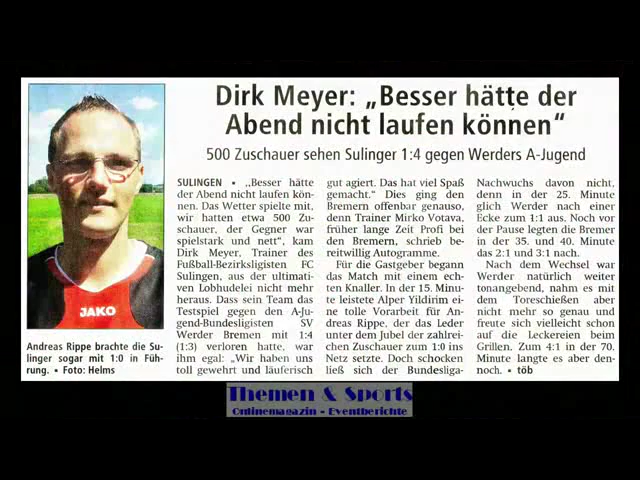 Dirk Meyer: „Besser hätte der
Abend nicht laufen können“
500 Zuschauer sehen Sulinger 1:4 gegen Werders A-Jugend
JAKO
Andreas Rippe brachte die Su-
linger sogar mit 1:0 in Füh-
rung. ▪ Foto: Helms
SULINGEN ▪ „Besser hätte
der Abend nicht laufen kön-
nen. Das Wetter spielte mit,
wir hatten etwa 500 Zu-
schauer, der Gegner war
spielstark und nett“, kam
Dirk Meyer, Trainer des
Fußball-Bezirksligisten FC
Sulingen, aus der ultimati-
ven Lobhudelei nicht mehr
heraus. Dass sein Team das
Testspiel gegen den A-Ju-
gend-Bundesligisten SV
Werder Bremen mit 1:4
(1:3) verloren hatte, war
ihm egal: „Wir haben uns
toll gewehrt und läuferisch
gut agiert. Das hat viel Spaß
gemacht.“ Dies ging den
Bremern offenbar genauso,
denn Trainer Mirko Votava,
früher lange Zeit Profi bei
den Bremern, schrieb be-
reitwillig Autogramme.
Für die Gastgeber begann
das Match mit einem echten
Knaller. In der 15. Minu-
te leistete Alper Yildirim ei-
ne tolle Vorarbeit für An-
dreas Rippe, der das Leder
unter dem Jubel der zahlrei-
chen Zuschauer zum 1:0 ins
Netz setzte. Doch schocken
ließ sich der Bundesliga-
Nachwuchs davon nicht,
denn in der 25. Minute
glich Werder nach einer
Ecke zum 1:1 aus. Noch vor
der Pause legten die Bremer
in der 35. und 40. Minute
das 2:1 und 3:1 nach.
Nach dem Wechsel war
Werder natürlich weiter
tonangebend, nahm es mit
dem Toreschießen aber
nicht mehr so genau und
freute sich vielleicht schon
auf die Leckereien beim
Grillen. Zum 4:1 in der 70.
Minute langte es aber den-
noch. ▪ töb
Themen & Sports
Onlinemagazin - Eventberichte